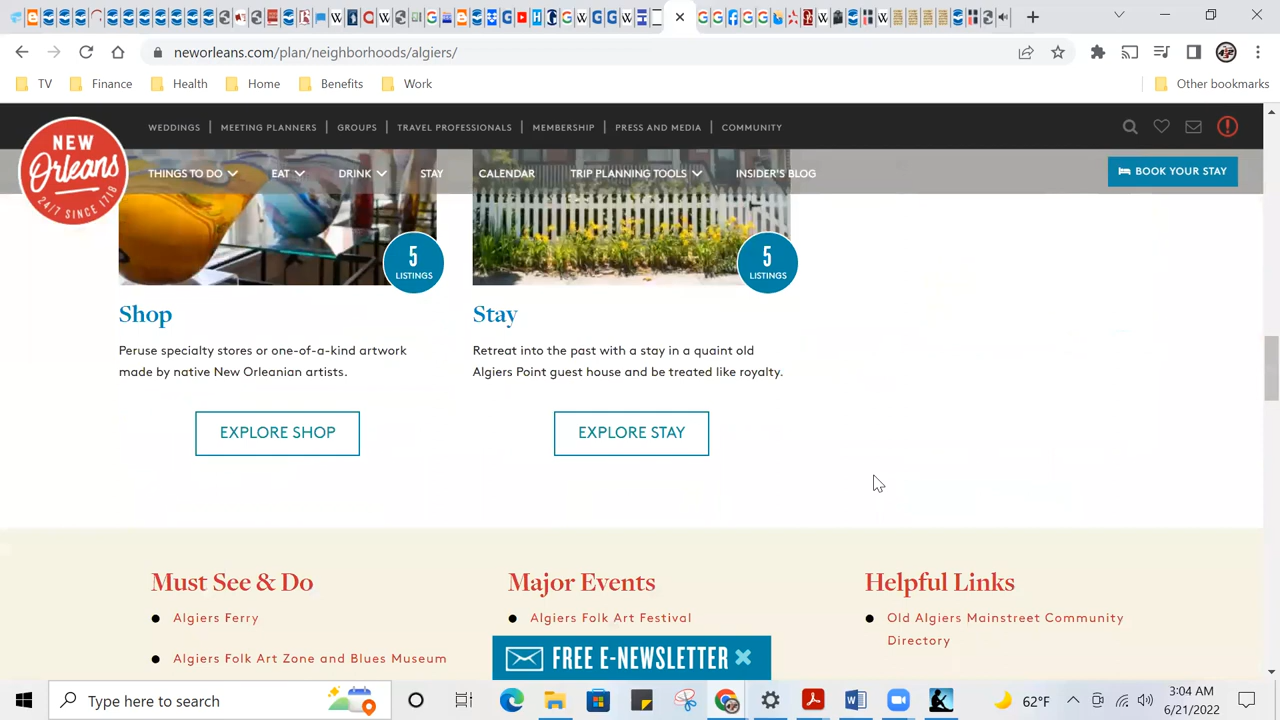 neworleans.com/plan/neighborhoods/algiers/
TV
Finance
Health
Home
Benefits
Work
Other bookmarks
WEDDINGS | MEETING PLANNERS | GROUPS | TRAVEL PROFESSIONALS | MEMBERSHIP | PRESS AND MEDIA | COMMUNITY
NEW
Orleans
24/7 SINCE 1718
THINGS TO DO
EAT
DRINK
STAY
CALENDAR
TRIP PLANNING TOOLS
INSIDER'S BLOG
BOOK YOUR STAY
5
LISTINGS
5
LISTINGS
Shop
Peruse specialty stores or one-of-a-kind artwork
made by native New Orleanian artists.
EXPLORE SHOP
Stay
Retreat into the past with a stay in a quaint old
Algiers Point guest house and be treated like royalty.
EXPLORE STAY
Must See & Do
Algiers Ferry
Algiers Folk Art Zone and Blues Museum
Major Events
Algiers Folk Art Festival
Helpful Links
Old Algiers Mainstreet Community
Directory
FREE E-NEWSLETTER
Type here to search
62°F
3:04 AM
6/21/2022